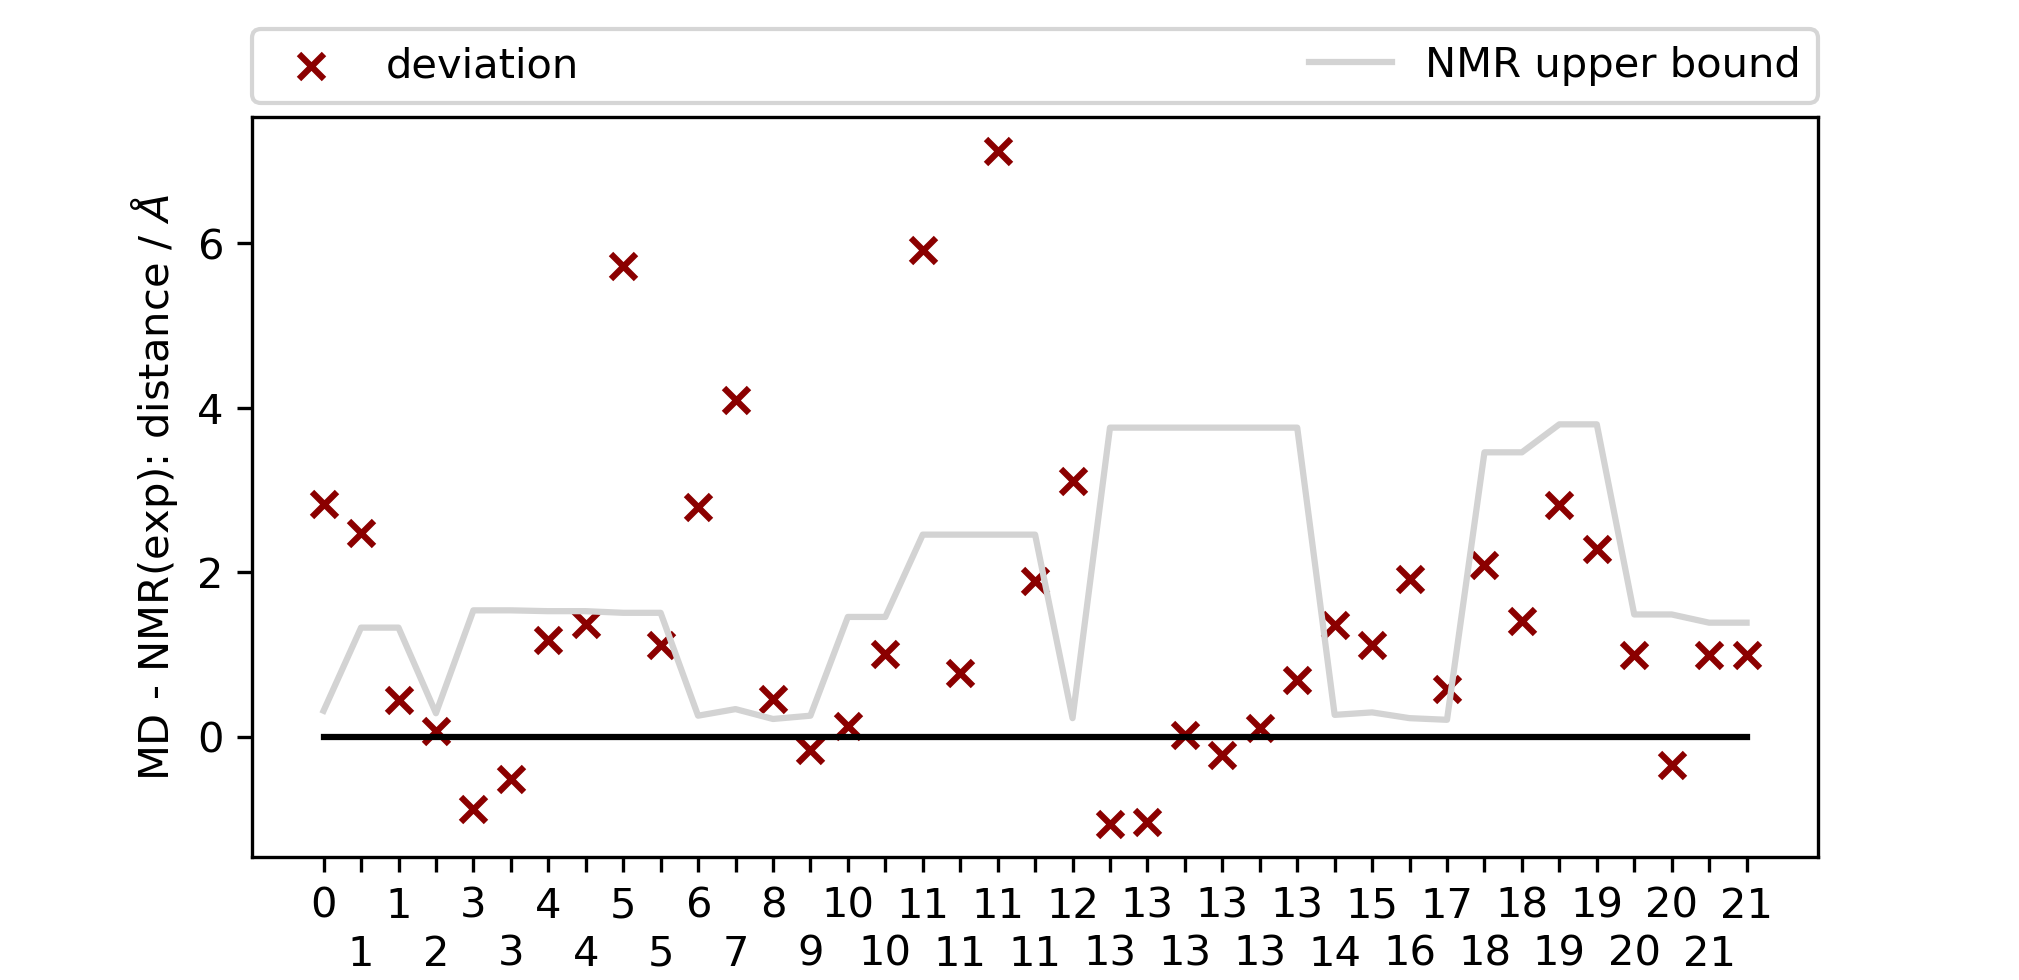 deviation NMR upper bound
MD - NMR(exp): distance / Å
6
4
2
0
0 1 3 4 5 6 8 10 11 11 12 13 13 13 15 17 18 19 20 21
1 2 3 4 5 7 9 10 11 11 13 13 13 14 16 18 19 20 21